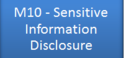 M10 - Sensitive
Information
Disclosure